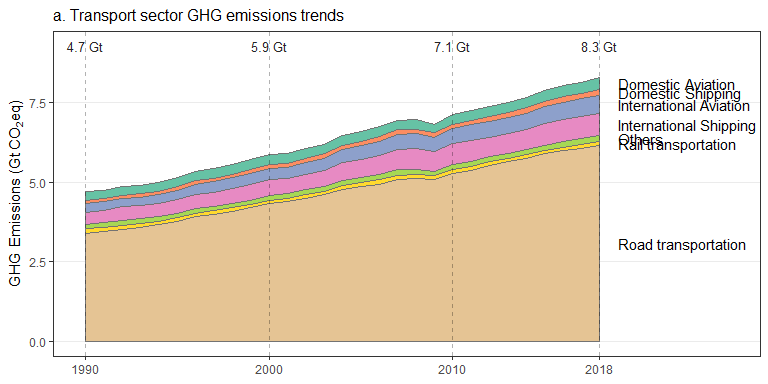 a. Transport sector GHG emissions trends
4.7 Gt
5.9 Gt
7.1 Gt
8.3 Gt
GHG Emissions (Gt CO₂eq)
7.5
5.0
2.5
0.0
Domestic Aviation
Domestic Shipping
International Aviation
International Shipping
Others
Rail transportation
Road transportation
1990
2000
2010
2018